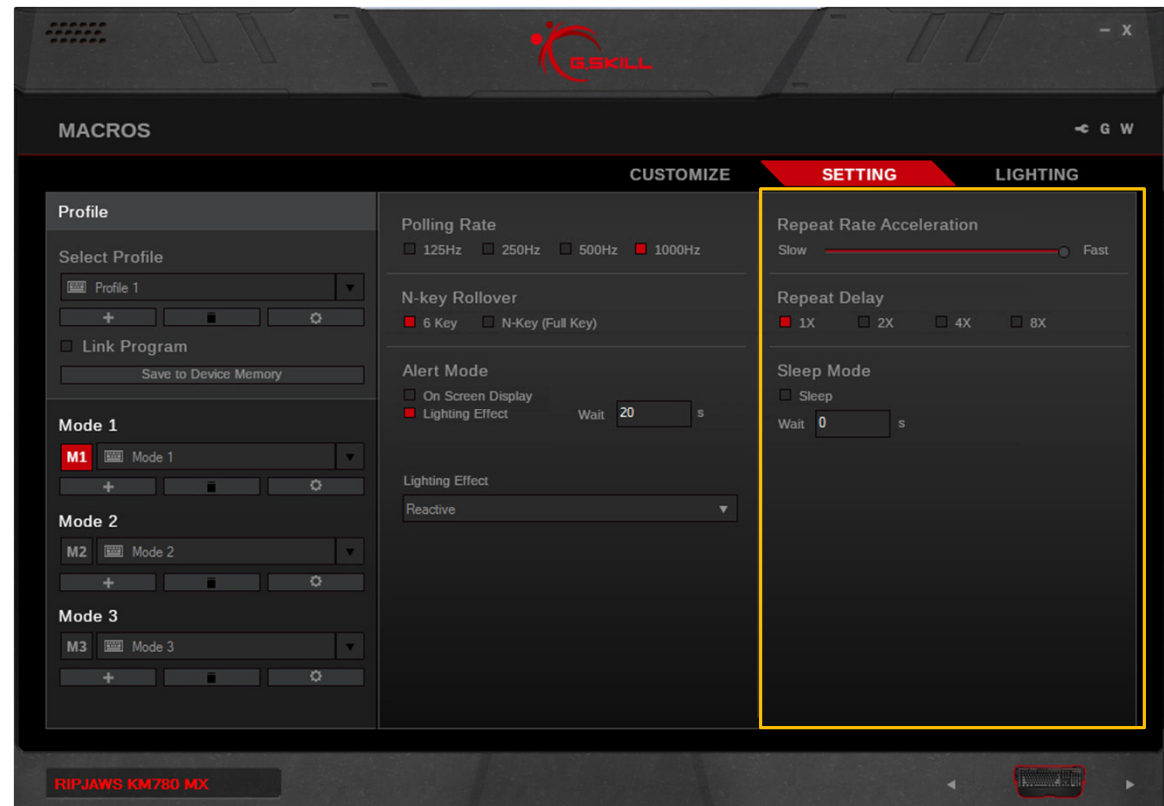 G.SKILL
– X
MACROS
G W
CUSTOMIZE SETTING LIGHTING
Profile
Select Profile
Profile 1
+
Link Program
Save to Device Memory
Mode 1
M1 Mode 1
+
Mode 2
M2 Mode 2
+
Mode 3
M3 Mode 3
+
Polling Rate
125Hz 250Hz 500Hz 1000Hz
N-key Rollover
6 Key N-Key (Full Key)
Alert Mode
On Screen Display
Lighting Effect Wait 20 s
Lighting Effect
Reactive
Repeat Rate Acceleration
Slow Fast
Repeat Delay
1X 2X 4X 8X
Sleep Mode
Sleep
Wait 0 s
RIPJAWS KM780 MX